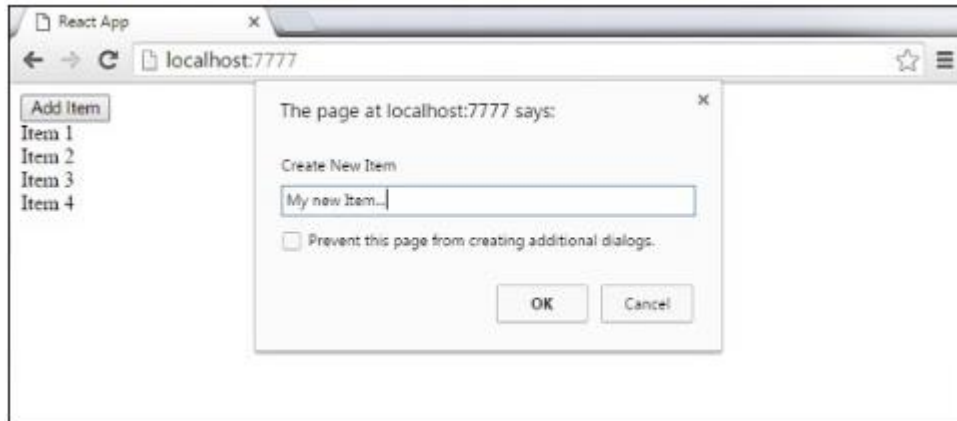 React App
localhost:7777
Add Item
Item 1
Item 2
Item 3
Item 4
The page at localhost:7777 says:
Create New Item
My new Item...
Prevent this page from creating additional dialogs.
OK
Cancel